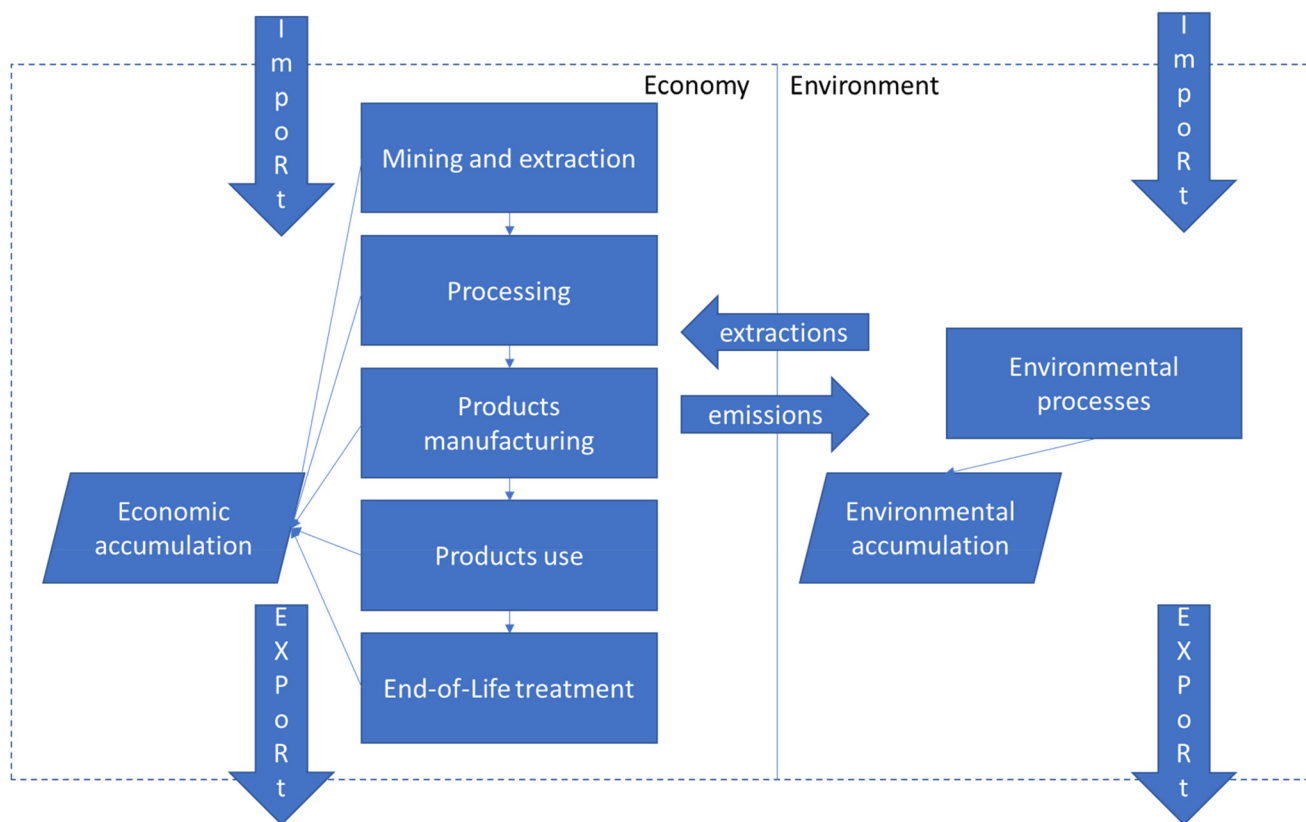 ImpoRt
ImpoRt
Economy
Environment
Mining and extraction
Processing
extractions
Environmental
processes
Products
manufacturing
emissions
Economic
accumulation
Environmental
accumulation
Products use
End-of-Life treatment
EXPoRt
EXPoRt